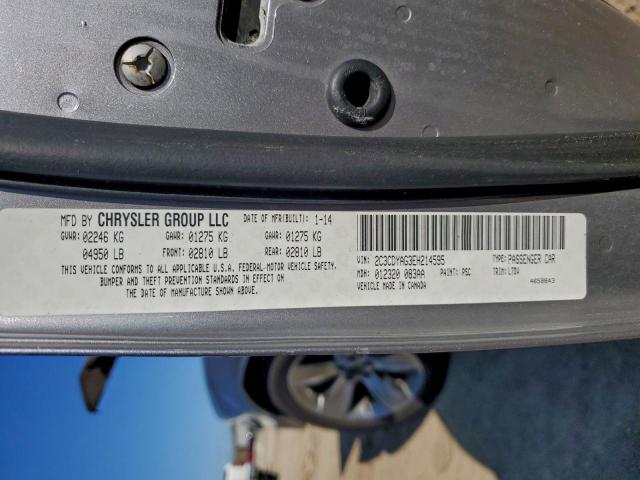 MFD BY CHRYSLER GROUP LLC DATE OF MFR(BUILT): 1-14
GVWR: 02246 KG GAWR: 01275 KG GAWR: 01275 KG
04950 LB FRONT: 02810 LB REAR: 02810 LB
THIS VEHICLE CONFORMS TO ALL APPLICABLE U.S.A. FEDERAL-MOTOR VEHICLE SAFETY,
BUMPER AND THEFT PREVENTION STANDARDS IN EFFECT ON
THE DATE OF MANUFACTURE SHOWN ABOVE.
VIN: 2C3CDYAG3EH214595 TYPE: PASSENGER CAR
MDH: 012320 083AA PAINT: PSC TRIM: LTDA
VEHICLE MADE IN CANADA